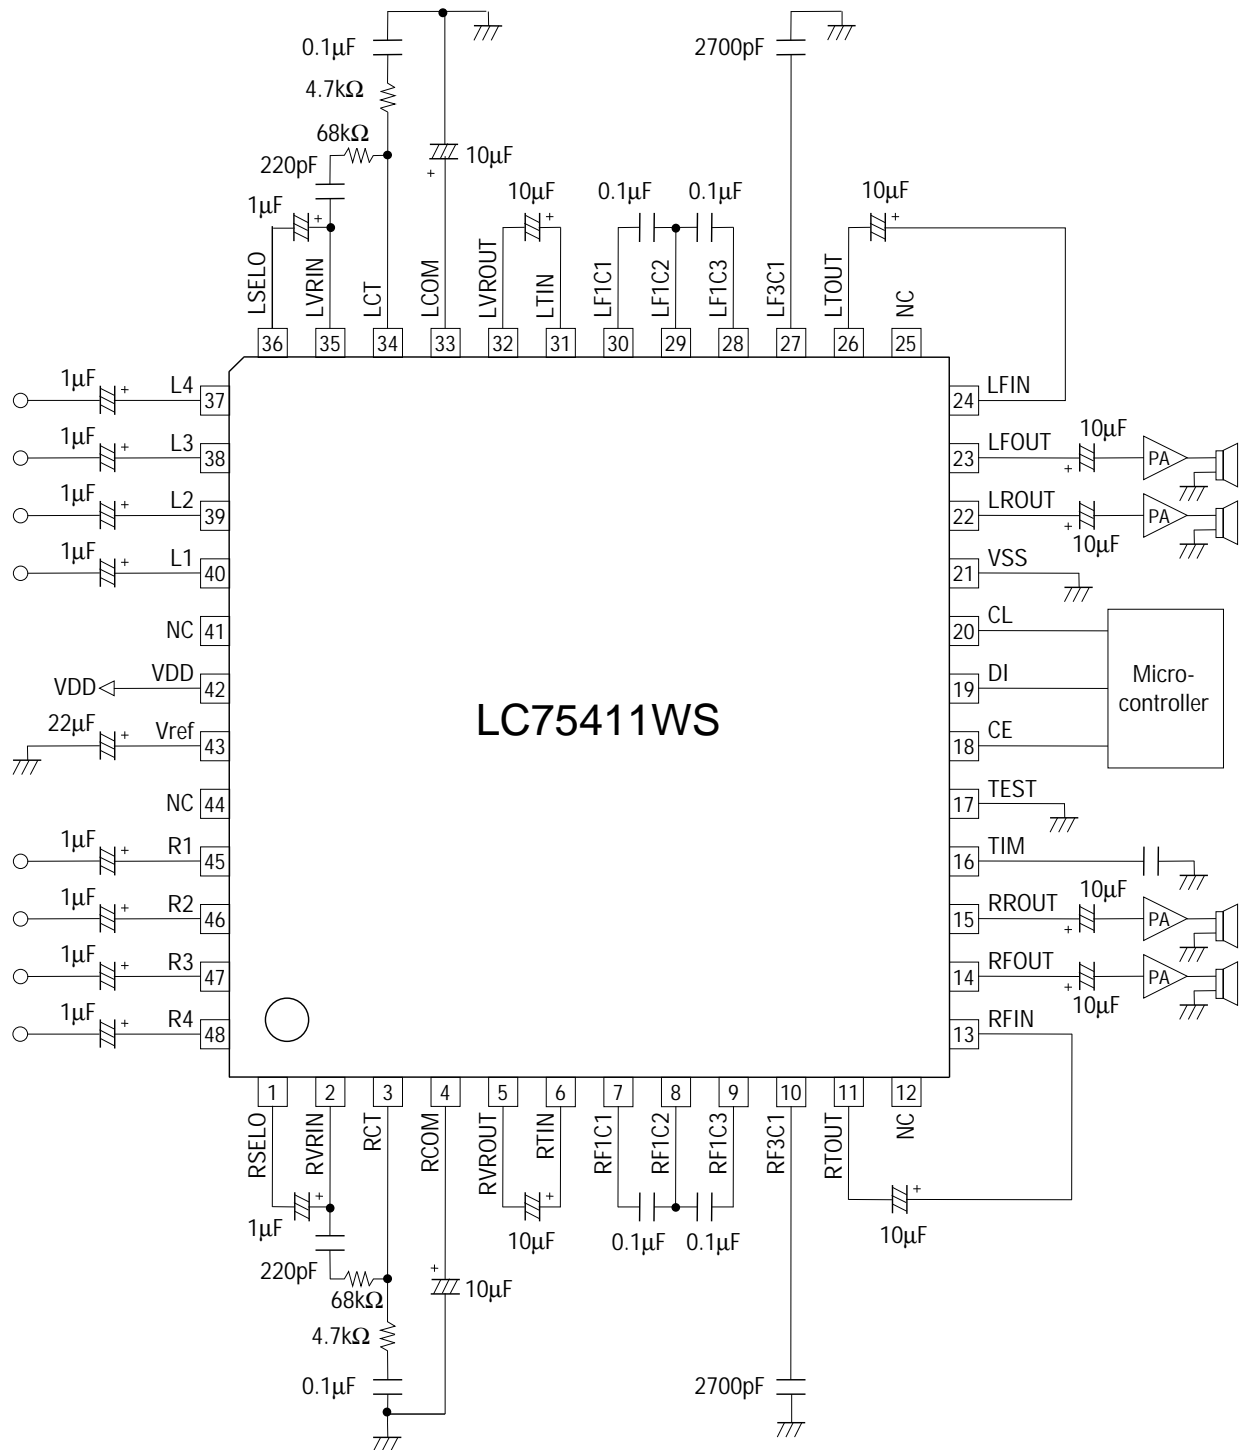 0.1μF
2700pF
4.7kΩ
68kΩ
220pF
10μF
1μF
10μF
0.1μF
0.1μF
10μF
LSELO
LVRIN
LCT
LCOM
LVROUT
LTIN
LF1C1
LF1C2
LF1C3
LF3C1
LTOUT
NC
36
35
34
33
32
31
30
29
28
27
26
25
1μF + L4 37
24 LFIN
1μF + L3 38
23 LFOUT + 10μF PA
1μF + L2 39
22 LROUT + 10μF PA
1μF + L1 40
21 VSS
NC 41
20 CL
VDD VDD 42
19 DI
Micro-
controller
22μF + Vref 43
18 CE
LC75411WS
NC 44
17 TEST
1μF + R1 45
16 TIM
1μF + R2 46
15 RROUT + 10μF PA
1μF + R3 47
14 RFOUT + 10μF PA
1μF + R4 48
13 RFIN
1
2
3
4
5
6
7
8
9
10
11
12
RSELO
RVRIN
RCT
RCOM
RVROUT
RTIN
RF1C1
RF1C2
RF1C3
RF3C1
RTOUT
NC
1μF
10μF
0.1μF
0.1μF
10μF
220pF
68kΩ
10μF
4.7kΩ
0.1μF
2700pF